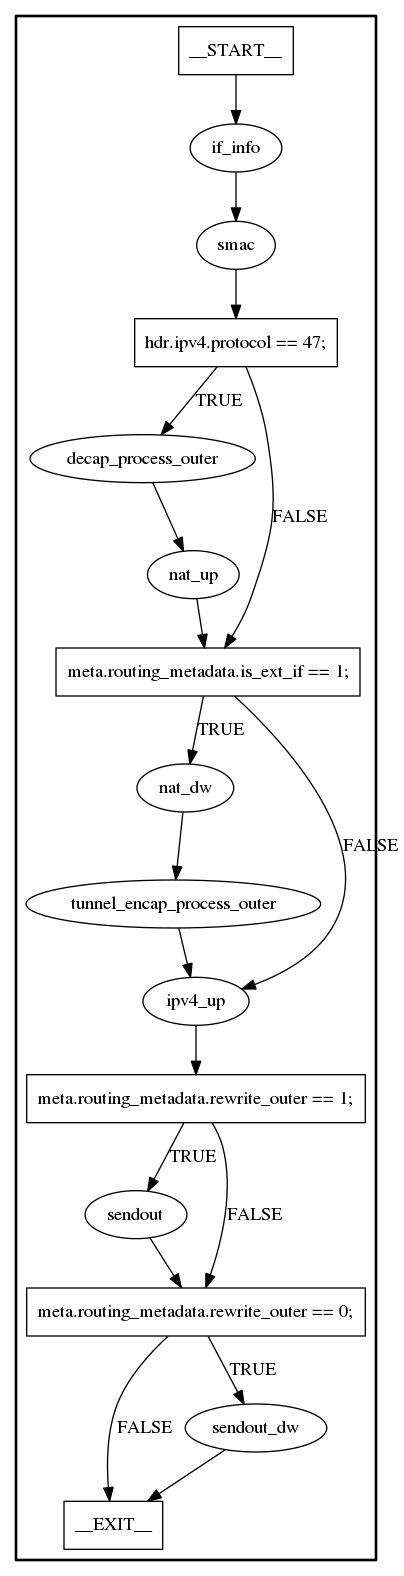 __START__
if_info
smac
hdr.ipv4.protocol == 47;
TRUE
decap_process_outer
FALSE
nat_up
meta.routing_metadata.is_ext_if == 1;
TRUE
nat_dw
FALSE
tunnel_encap_process_outer
ipv4_up
meta.routing_metadata.rewrite_outer == 1;
TRUE
sendout
FALSE
meta.routing_metadata.rewrite_outer == 0;
TRUE
FALSE
sendout_dw
__EXIT__